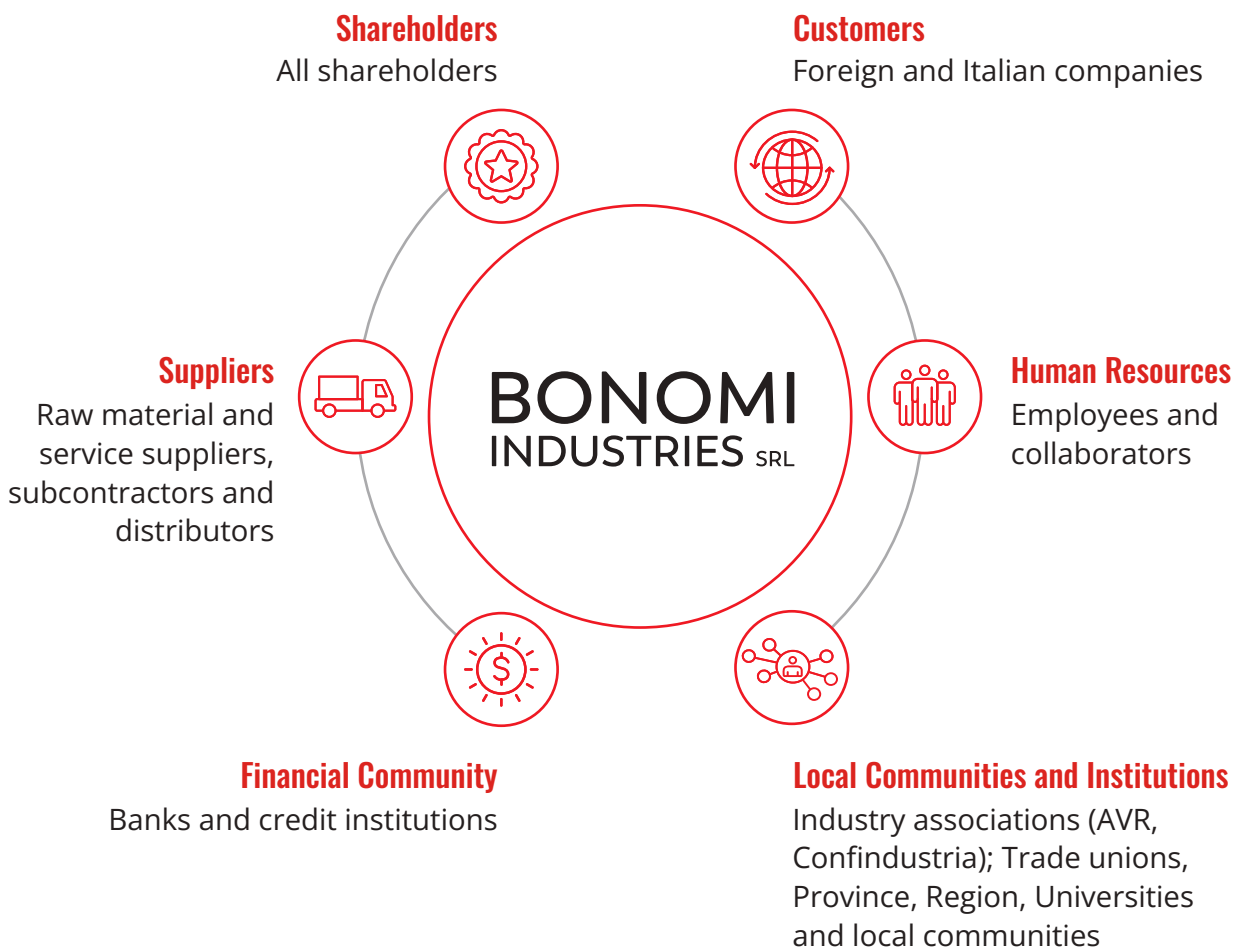 Shareholders
All shareholders
Customers
Foreign and Italian companies
Suppliers
Raw material and
service suppliers,
subcontractors and
distributors
BONOMI
INDUSTRIES SRL
Human Resources
Employees and
collaborators
$
Financial Community
Banks and credit institutions
Local Communities and Institutions
Industry associations (AVR,
Confindustria); Trade unions,
Province, Region, Universities
and local communities